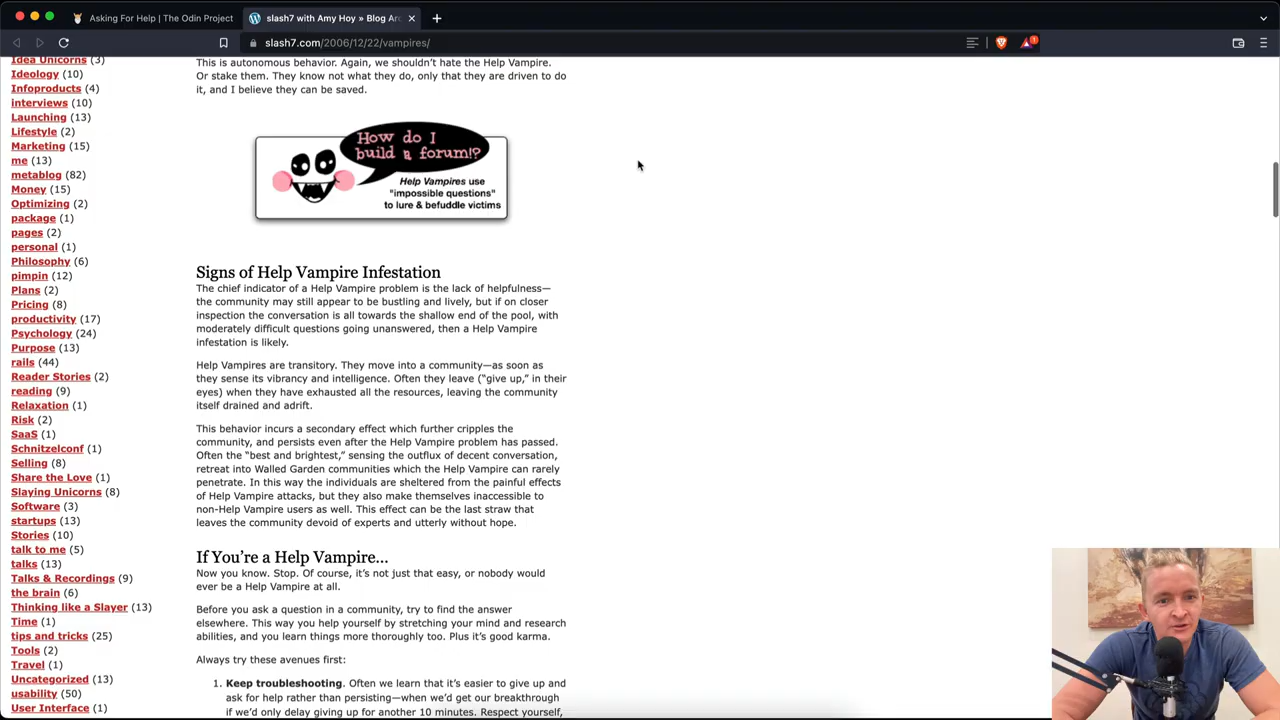 Asking For Help | The Odin Project
slash7 with Amy Hoy » Blog Arc
slash7.com/2006/12/22/vampires/
1
Idea Unicorns (3)
Ideology (10)
Infoproducts (4)
interviews (10)
Launching (13)
Lifestyle (2)
Marketing (15)
me (13)
metablog (82)
Money (15)
Optimizing (2)
package (1)
pages (2)
personal (1)
Philosophy (6)
pimpin (12)
Plans (2)
Pricing (8)
productivity (17)
Psychology (24)
Purpose (13)
rails (44)
Reader Stories (2)
reading (9)
Relaxation (1)
Risk (2)
SaaS (1)
Schnitzelconf (1)
Selling (8)
Share the Love (1)
Slaying Unicorns (8)
Software (3)
startups (13)
Stories (10)
talk to me (5)
talks (13)
Talks & Recordings (9)
the brain (6)
Thinking like a Slayer (13)
Time (1)
tips and tricks (25)
Tools (2)
Travel (1)
Uncategorized (13)
usability (50)
User Interface (1)
This is autonomous behavior. Again, we shouldn't hate the Help Vampire.
Or stake them. They know not what they do, only that they are driven to do
it, and I believe they can be saved.
How do I
build a forum!?
Help Vampires use
"impossible questions"
to lure & befuddle victims
Signs of Help Vampire Infestation
The chief indicator of a Help Vampire problem is the lack of helpfulness—
the community may still appear to be bustling and lively, but if on closer
inspection the conversation is all towards the shallow end of the pool, with
moderately difficult questions going unanswered, then a Help Vampire
infestation is likely.
Help Vampires are transitory. They move into a community—as soon as
they sense its vibrancy and intelligence. Often they leave ("give up," in their
eyes) when they have exhausted all the resources, leaving the community
itself drained and adrift.
This behavior incurs a secondary effect which further cripples the
community, and persists even after the Help Vampire problem has passed.
Often the "best and brightest," sensing the outflux of decent conversation,
retreat into Walled Garden communities which the Help Vampire can rarely
penetrate. In this way the individuals are sheltered from the painful effects
of Help Vampire attacks, but they also make themselves inaccessible to
non-Help Vampire users as well. This effect can be the last straw that
leaves the community devoid of experts and utterly without hope.
If You're a Help Vampire…
Now you know. Stop. Of course, it's not just that easy, or nobody would
ever be a Help Vampire at all.
Before you ask a question in a community, try to find the answer
elsewhere. This way you help yourself by stretching your mind and research
abilities, and you learn things more thoroughly too. Plus it's good karma.
Always try these avenues first:
1. Keep troubleshooting. Often we learn that it's easier to give up and
ask for help rather than persisting—when we'd get our breakthrough
if we'd only delay giving up for another 10 minutes. Respect yourself,